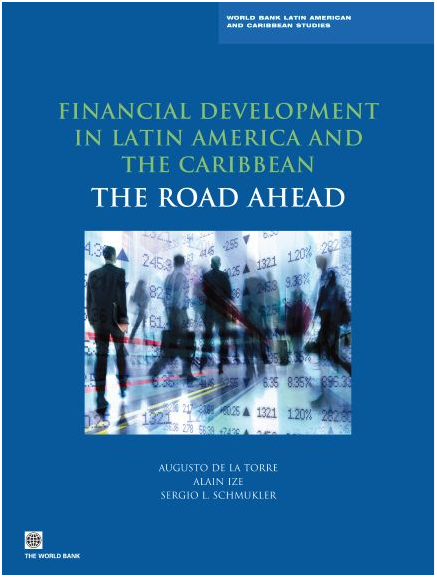 WORLD BANK LATIN AMERICAN
AND CARIBBEAN STUDIES
FINANCIAL DEVELOPMENT
IN LATIN AMERICA AND
THE CARIBBEAN
THE ROAD AHEAD
AUGUSTO DE LA TORRE
ALAIN IZE
SERGIO L. SCHMUKLER
THE WORLD BANK